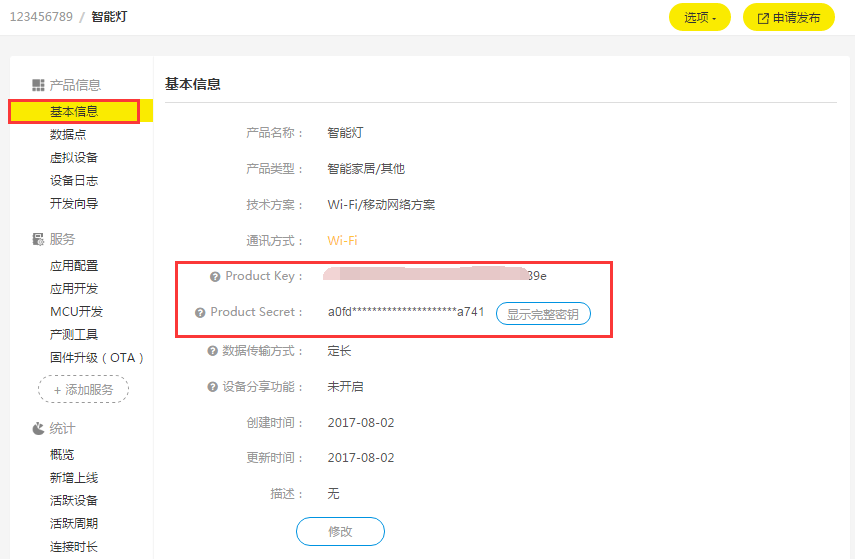 123456789 / 智能灯
选项
申请发布
产品信息
基本信息
数据点
虚拟设备
设备日志
开发向导
服务
应用配置
应用开发
MCU开发
产测工具
固件升级（OTA）
+ 添加服务
统计
概览
新增上线
活跃设备
活跃周期
连接时长
基本信息
产品名称： 智能灯
产品类型： 智能家居/其他
技术方案： Wi-Fi/移动网络方案
通讯方式： Wi-Fi
? Product Key： 39e
? Product Secret： a0fd*********************a741 显示完整密钥
? 数据传输方式： 定长
? 设备分享功能： 未开启
创建时间： 2017-08-02
更新时间： 2017-08-02
描述： 无
修改